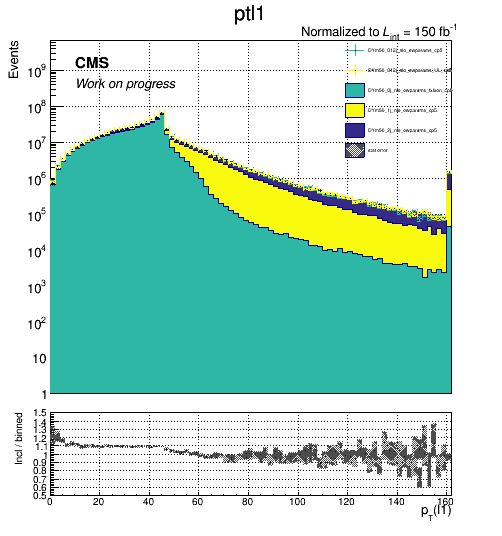 ptl1
Normalized to L_int = 150 fb^-1
Events
CMS
Work on progress
DYm50_012j_nlo_ewparams_cp5
DYm50_0j_nlo_ewparams_
DYm50_1j_nlo_ewparams_cp5
DYm50_2j_nlo_ewparams_cp5
stat error
10^9
10^8
10^7
10^6
10^5
10^4
10^3
10^2
10
1
Incl / binned
1.5
1.4
1.3
1.2
1.1
1
0.9
0.8
0.7
0.6
0.5
0 20 40 60 80 100 120 140 160
p_T(l1)